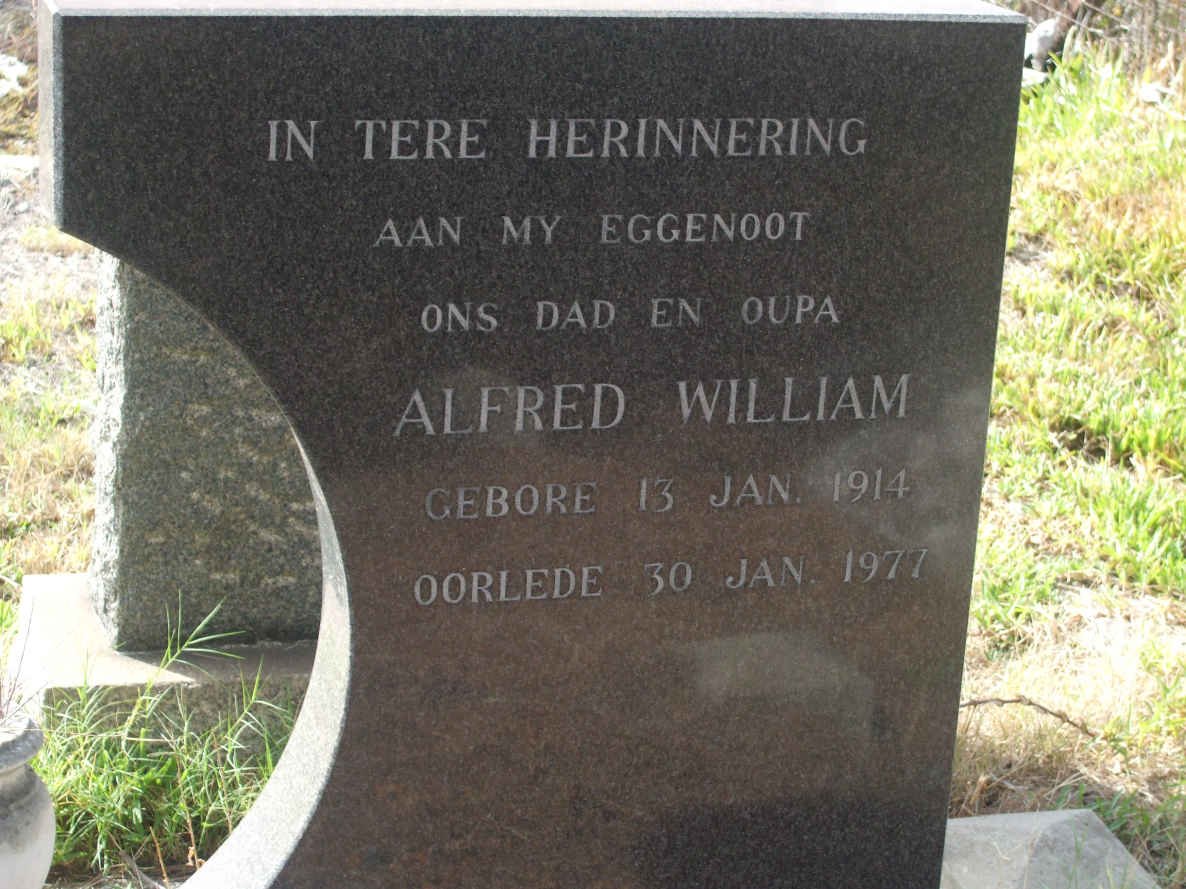 IN TERE HERINNERING
AAN MY EGGENOOT
ONS DAD EN OUPA
ALFRED WILLIAM
GEBORE 13 JAN. 1914
OORLEDE 30 JAN. 1977